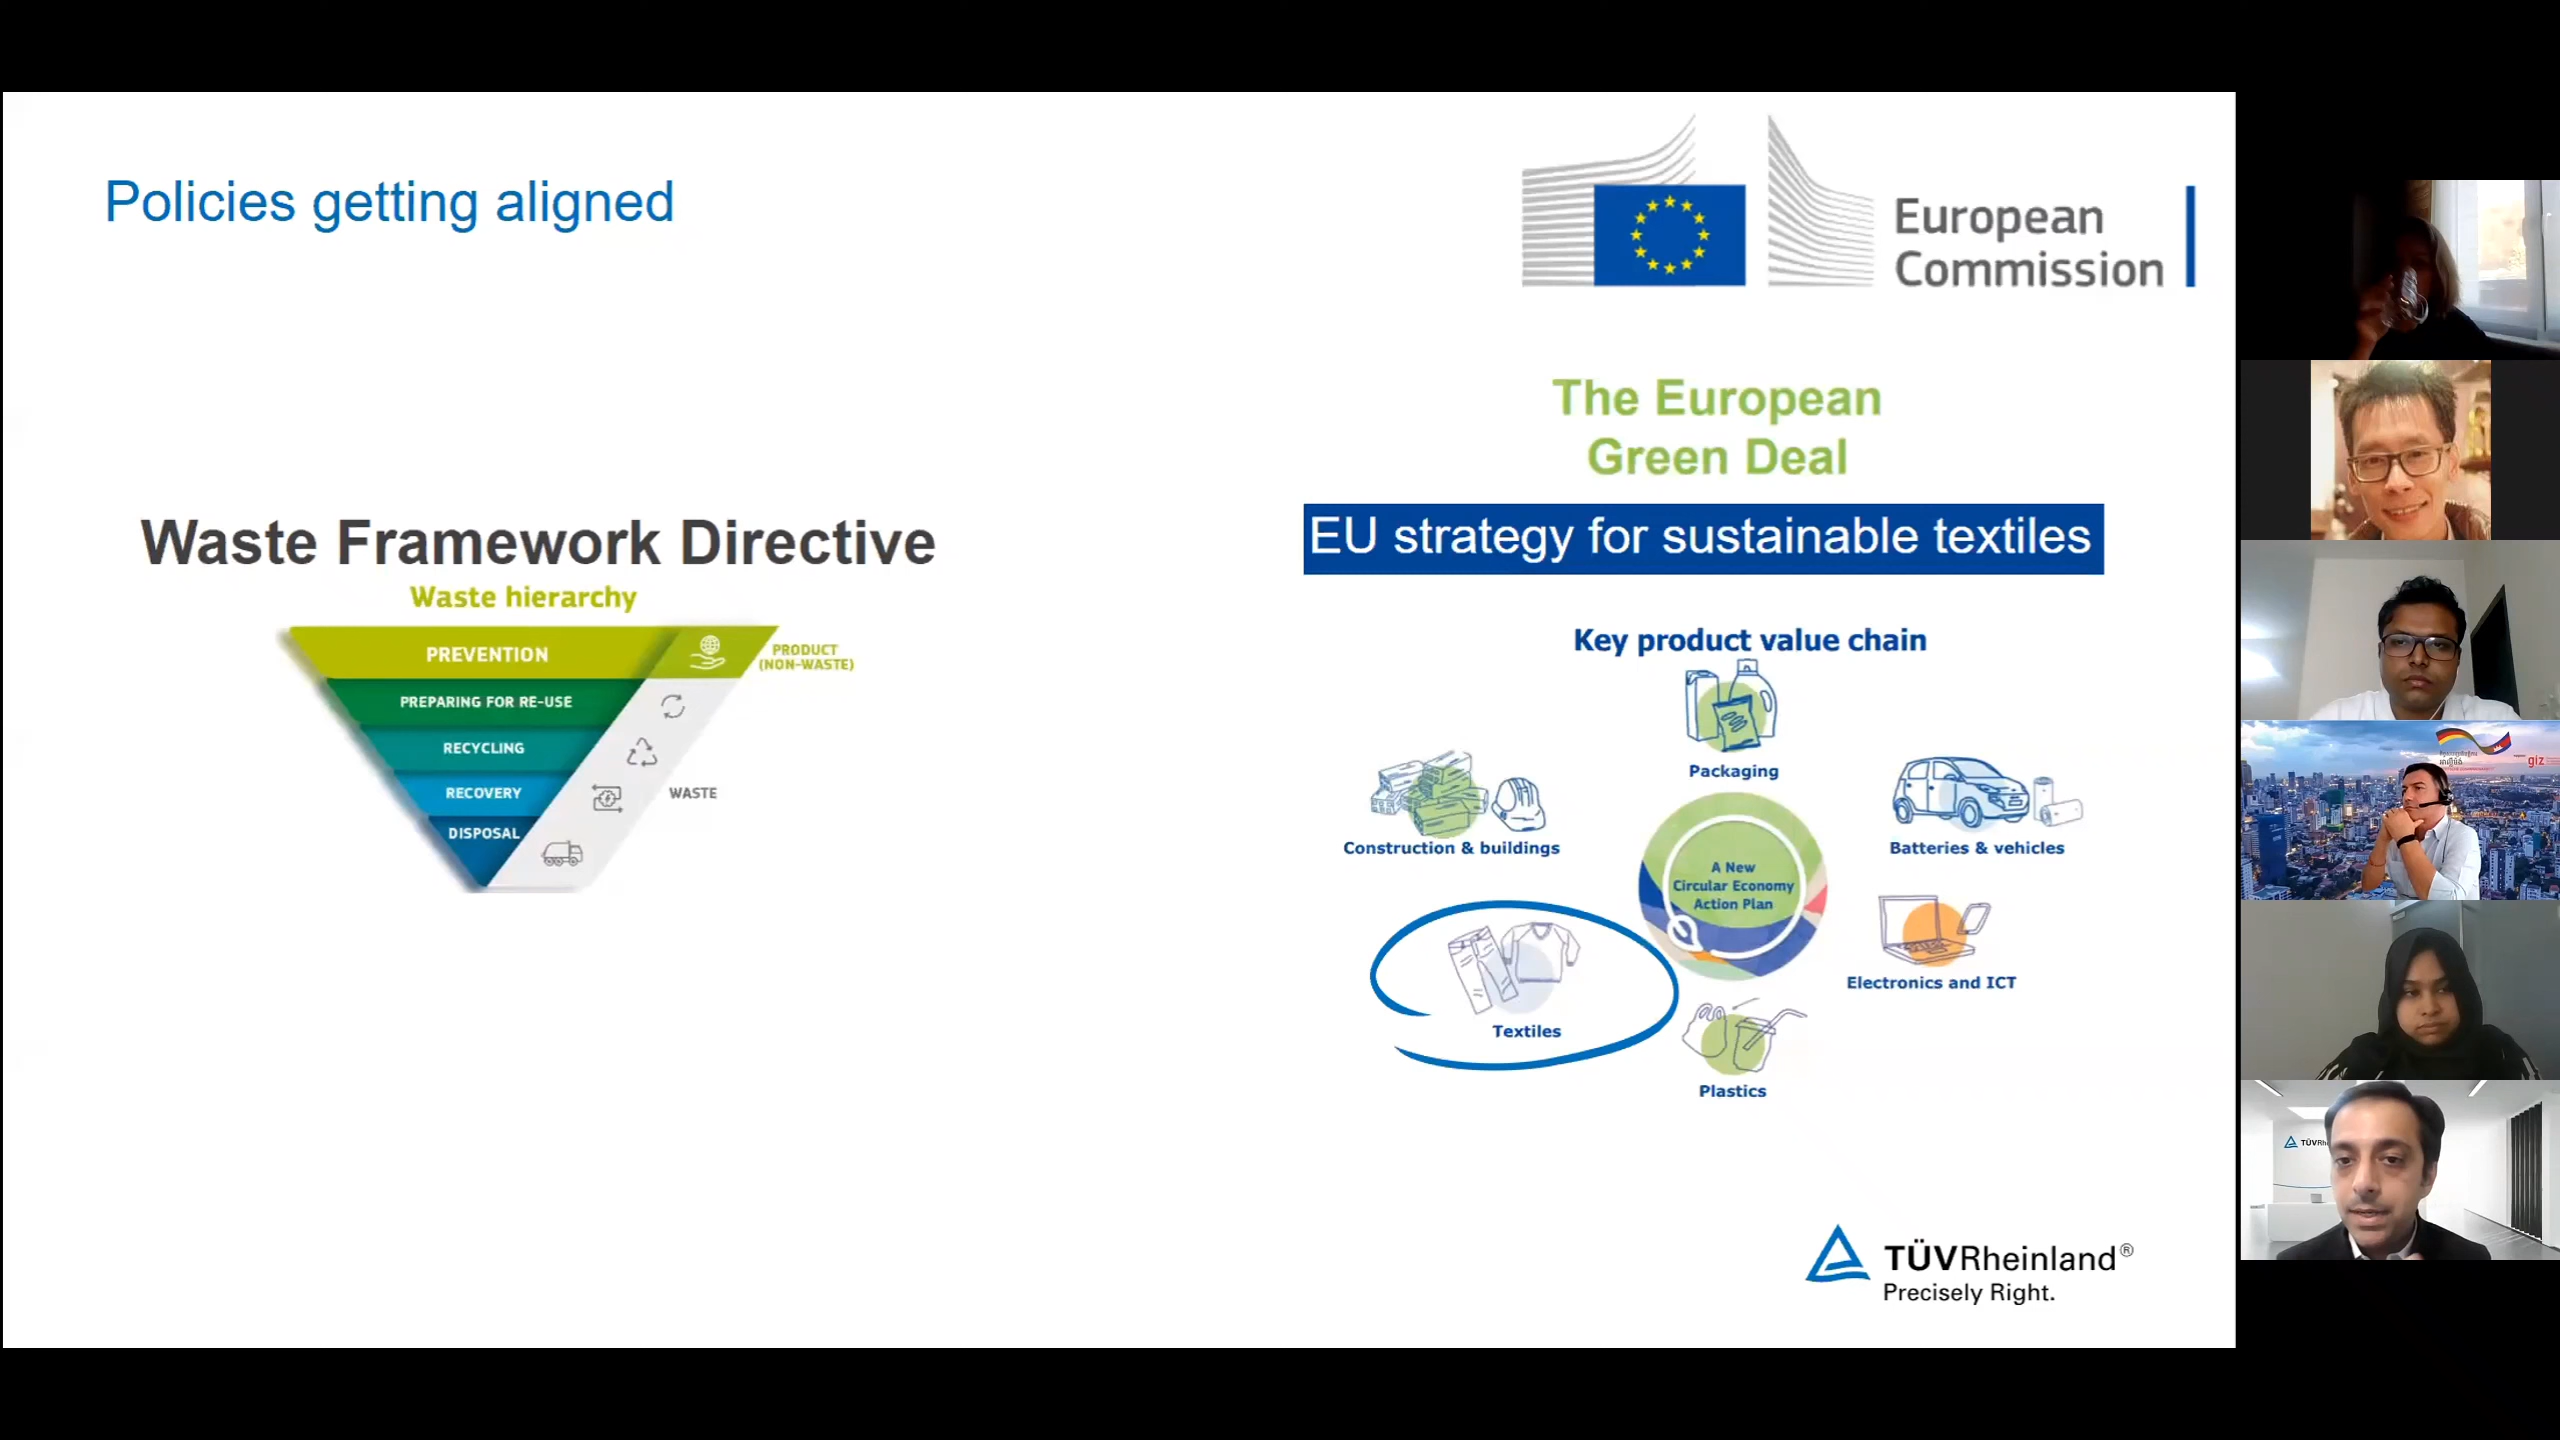 Policies getting aligned
European
Commission
The European
Green Deal
EU strategy for sustainable textiles
Waste Framework Directive
Waste hierarchy
PREVENTION
PRODUCT
(NON-WASTE)
PREPARING FOR RE-USE
RECYCLING
RECOVERY
WASTE
DISPOSAL
Key product value chain
Packaging
Construction & buildings
Batteries & vehicles
A New
Circular Economy
Action Plan
Electronics and ICT
Textiles
Plastics
TÜVRheinland®
Precisely Right.
giz
TÜVRh